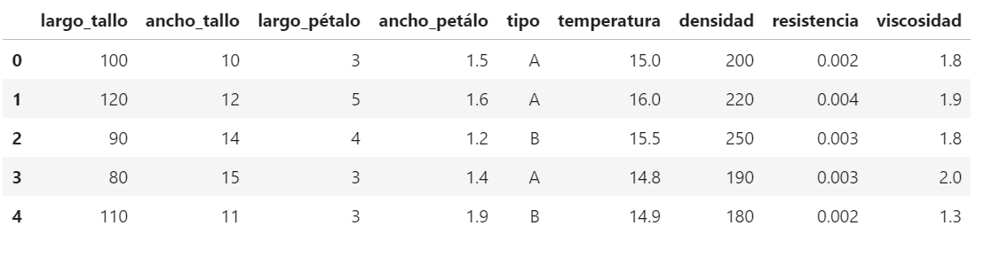 largo_tallo ancho_tallo largo_pétalo ancho_petálo tipo temperatura densidad resistencia viscosidad
0 100 10 3 1.5 A 15.0 200 0.002 1.8
1 120 12 5 1.6 A 16.0 220 0.004 1.9
2 90 14 4 1.2 B 15.5 250 0.003 1.8
3 80 15 3 1.4 A 14.8 190 0.003 2.0
4 110 11 3 1.9 B 14.9 180 0.002 1.3